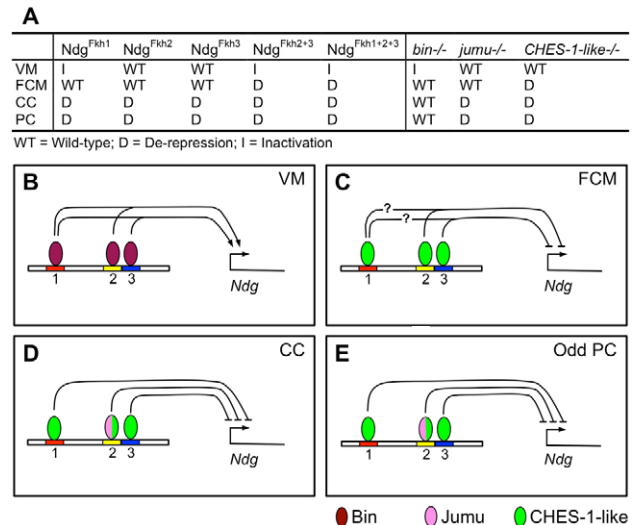 A
Ndg^Fkh1 Ndg^Fkh2 Ndg^Fkh3 Ndg^Fkh2+3 Ndg^Fkh1+2+3 bin-/- jumu-/- CHES-1-like-/-
VM I WT WT I I I WT WT
FCM WT WT WT D D WT WT D
CC D D D D D WT D D
PC D D D D D WT D D
WT = Wild-type; D = De-repression; I = Inactivation
B VM
1 2 3 Ndg
C FCM
? ?
1 2 3 Ndg
D CC
1 2 3 Ndg
E Odd PC
1 2 3 Ndg
Bin Jumu CHES-1-like